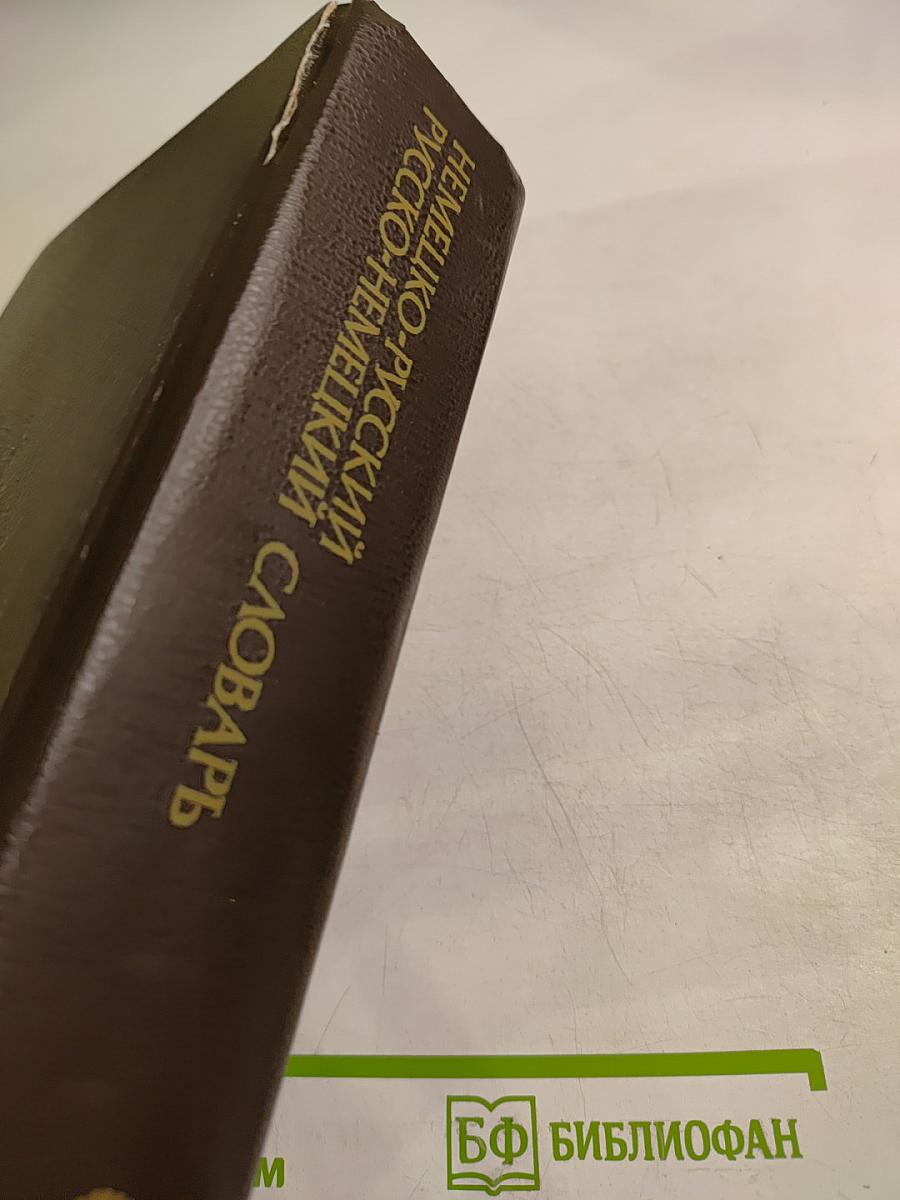 НЕМЕЦКО-РУССКИЙ
РУССКО-НЕМЕЦКИЙ СЛОВАРЬ
БФ БИБЛИОФАН